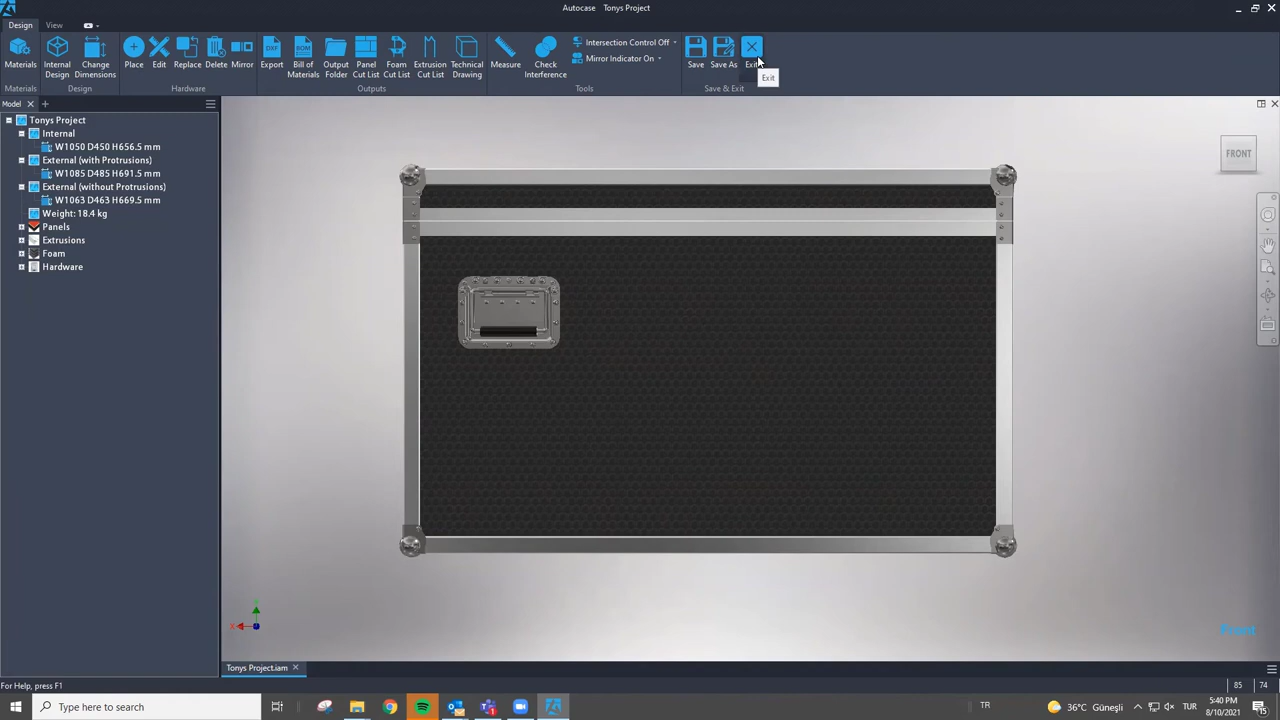 Autocase    Tonys Project
Design View
Materials
Internal Design
Change Dimensions
Place
Edit
Replace
Delete
Mirror
Export
Bill of Materials
Output Folder
Panel Cut List
Foam Cut List
Extrusion Cut List
Technical Drawing
Measure
Check Interference
Intersection Control Off
Mirror Indicator On
Save
Save As
Exit
Exit
DXF
BOM
Materials
Design
Hardware
Outputs
Tools
Save & Exit
Model
Tonys Project
Internal
W1050 D450 H656.5 mm
External (with Protrusions)
W1085 D485 H691.5 mm
External (without Protrusions)
W1063 D463 H669.5 mm
Weight: 18.4 kg
Panels
Extrusions
Foam
Hardware
FRONT
X
Front
Tonys Project.iam
For Help, press F1
85 74
Type here to search
TR
36°C Güneşli
TUR
5:40 PM
8/10/2021
15